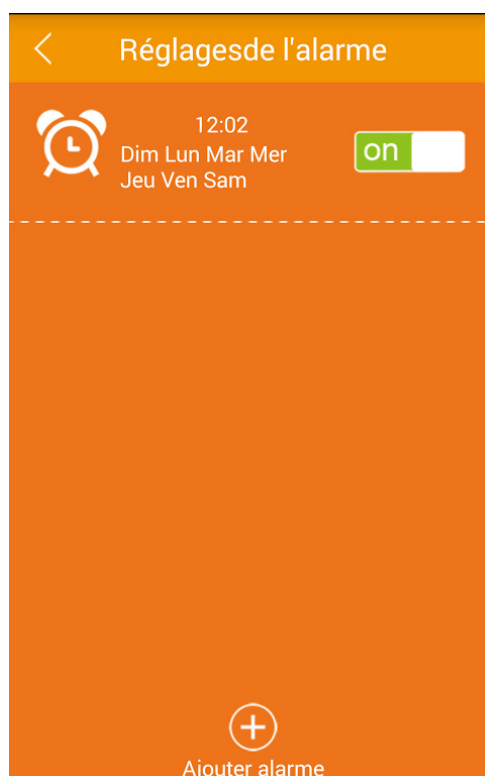 Réglagesde l'alarme
12:02
Dim Lun Mar Mer
Jeu Ven Sam
on
Ajouter alarme